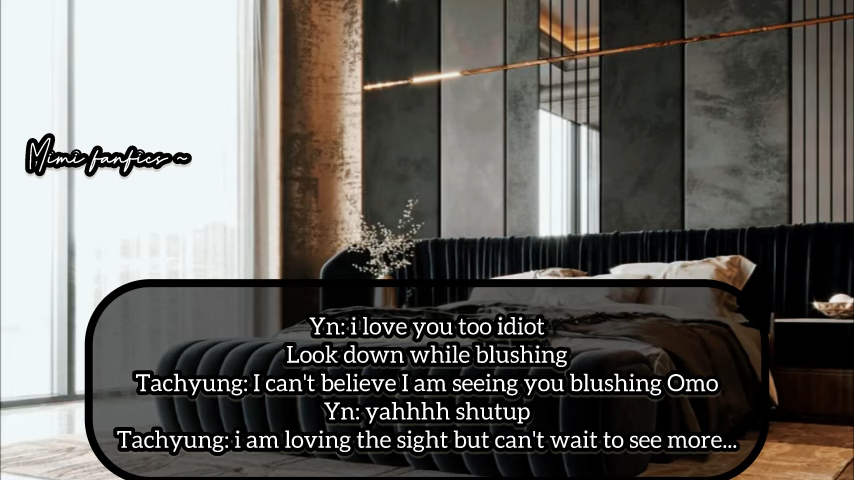 Mimi fanfics ~
Yn: i love you too idiot
Look down while blushing
Tachyung: I can't believe I am seeing you blushing Omo
Yn: yahhhh shutup
Tachyung: i am loving the sight but can't wait to see more...